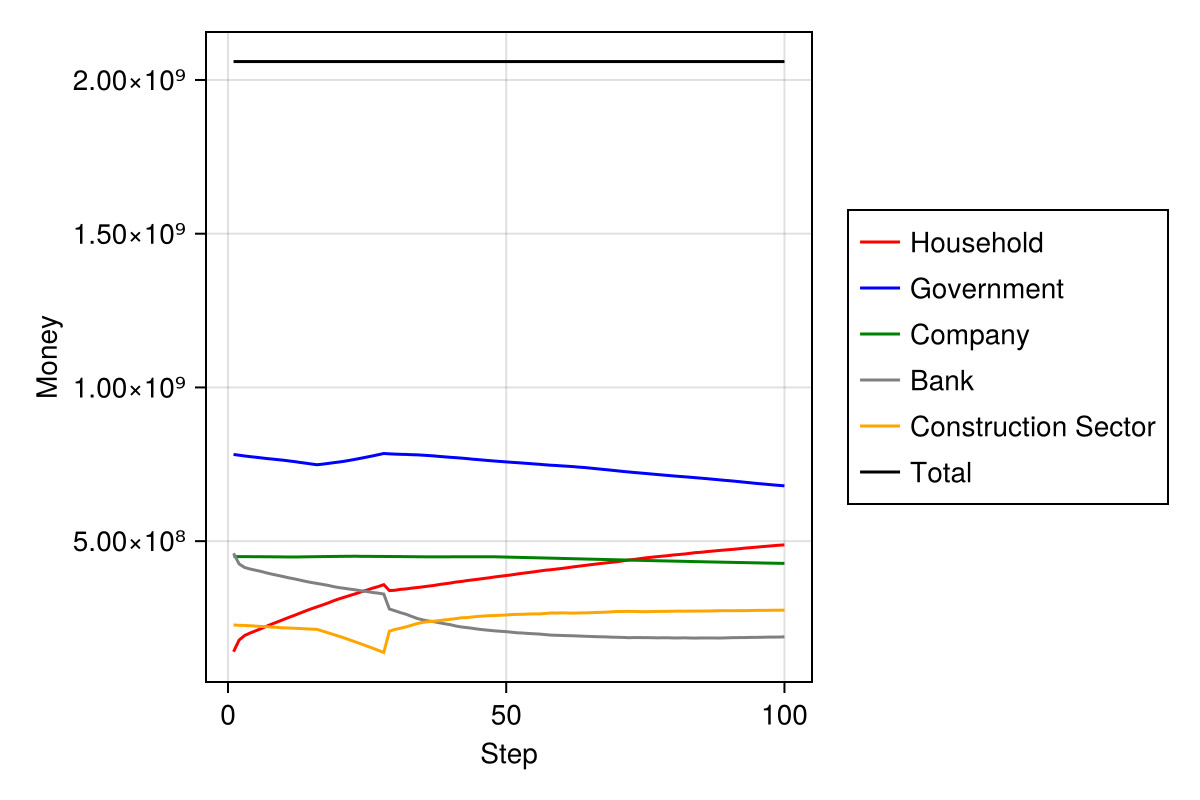 2.00×10⁹
1.50×10⁹
1.00×10⁹
5.00×10⁸
Money
0
50
100
Step
Household
Government
Company
Bank
Construction Sector
Total